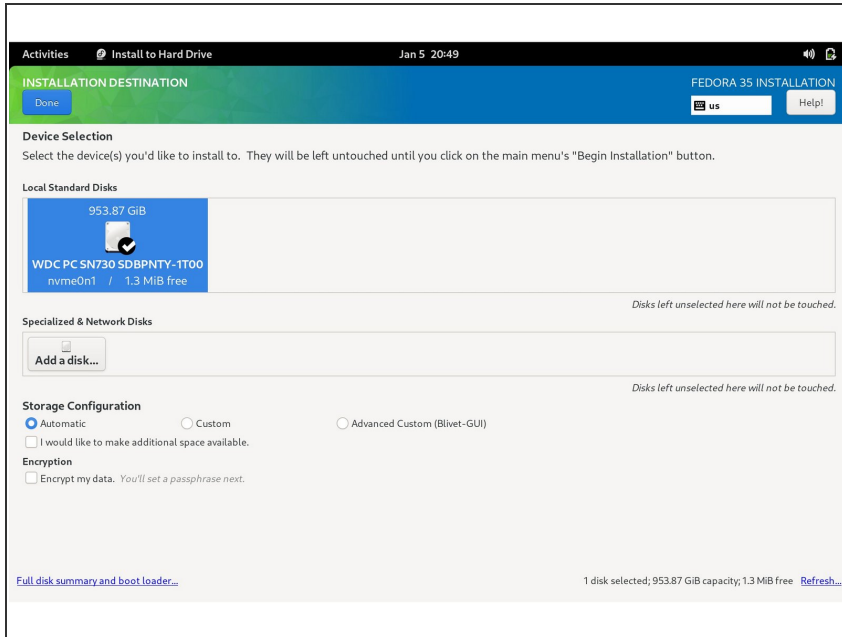 Activities Install to Hard Drive Jan 5 20:49
INSTALLATION DESTINATION FEDORA 35 INSTALLATION
Done us Help!
Device Selection
Select the device(s) you'd like to install to. They will be left untouched until you click on the main menu's "Begin Installation" button.
Local Standard Disks
953.87 GiB
WDC PC SN730 SDBPNTY-1T00
nvme0n1 / 1.3 MiB free
Disks left unselected here will not be touched.
Specialized & Network Disks
Add a disk...
Disks left unselected here will not be touched.
Storage Configuration
Automatic Custom Advanced Custom (Blivet-GUI)
I would like to make additional space available.
Encryption
Encrypt my data. You'll set a passphrase next.
Full disk summary and boot loader... 1 disk selected; 953.87 GiB capacity; 1.3 MiB free Refresh...